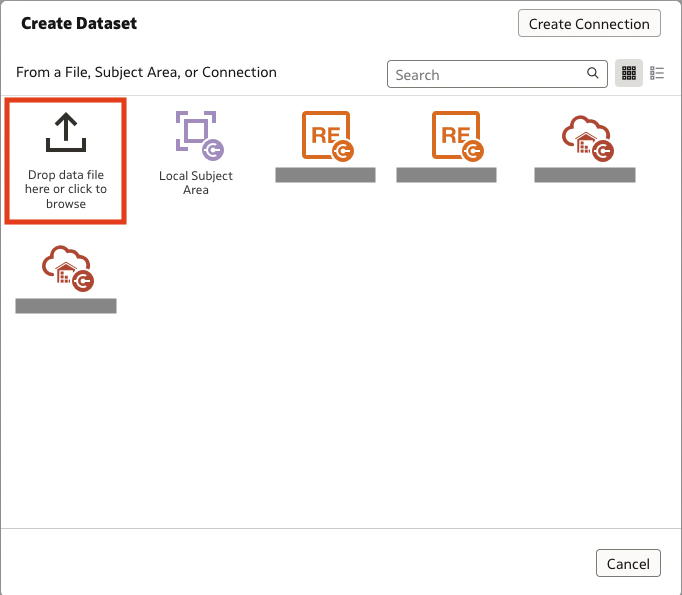 Create Dataset
Create Connection
From a File, Subject Area, or Connection
Search
Drop data file
here or click to
browse
Local Subject
Area
RE
RE
Cancel